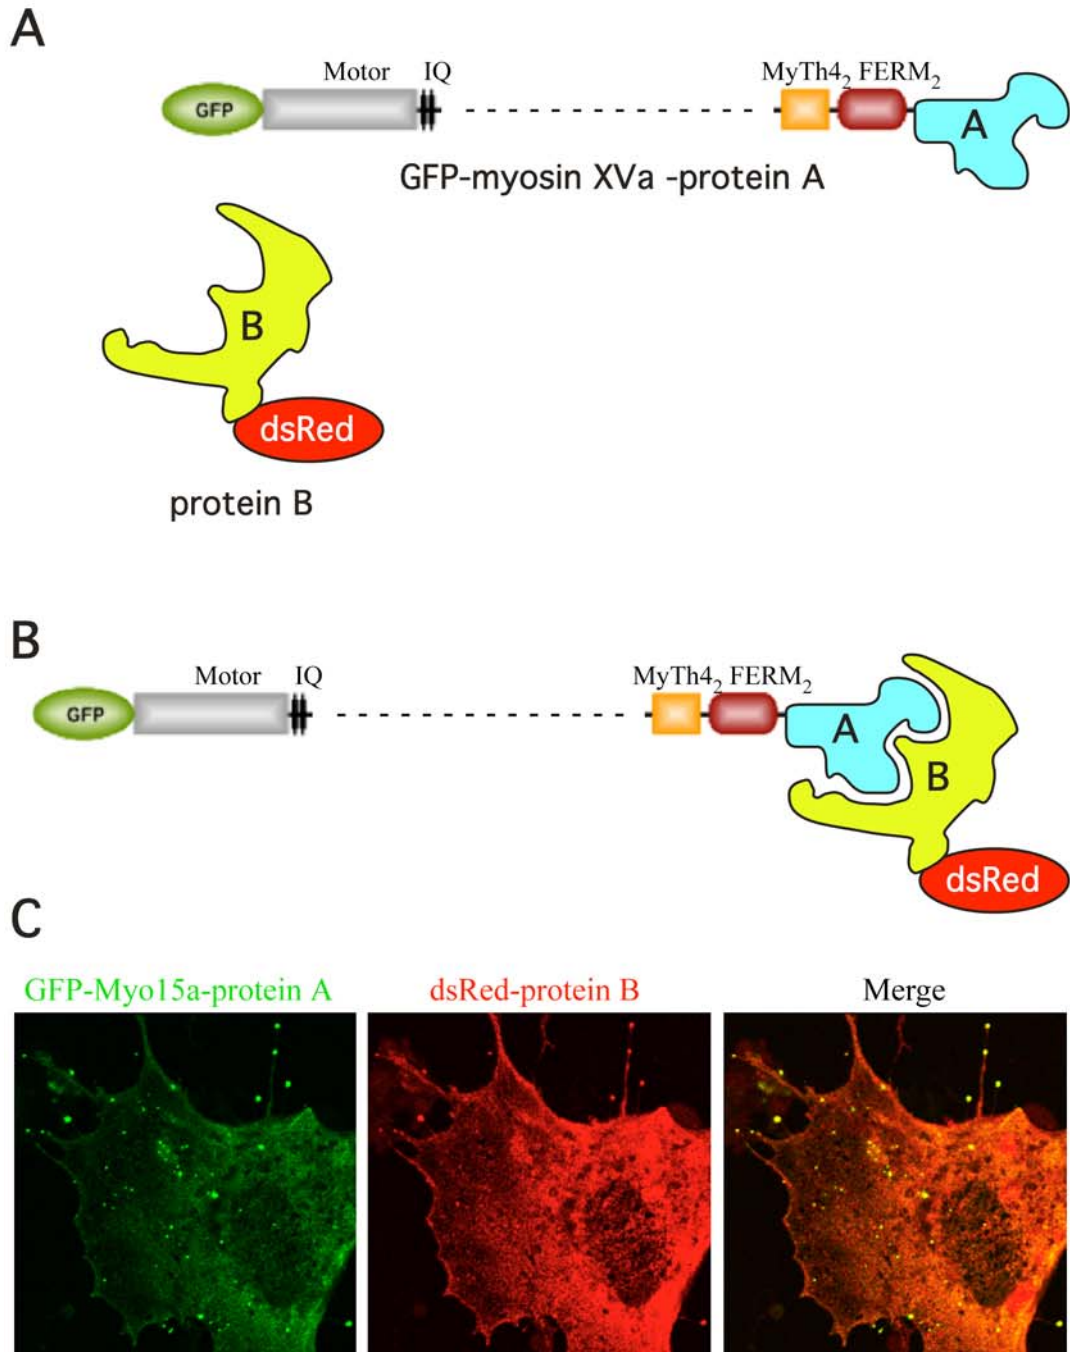 A
Motor IQ MyTh4₂ FERM₂
GFP A
GFP-myosin XVa -protein A
B
dsRed
protein B
B
Motor IQ MyTh4₂ FERM₂
GFP A
B
dsRed
C
GFP-Myo15a-protein A dsRed-protein B Merge